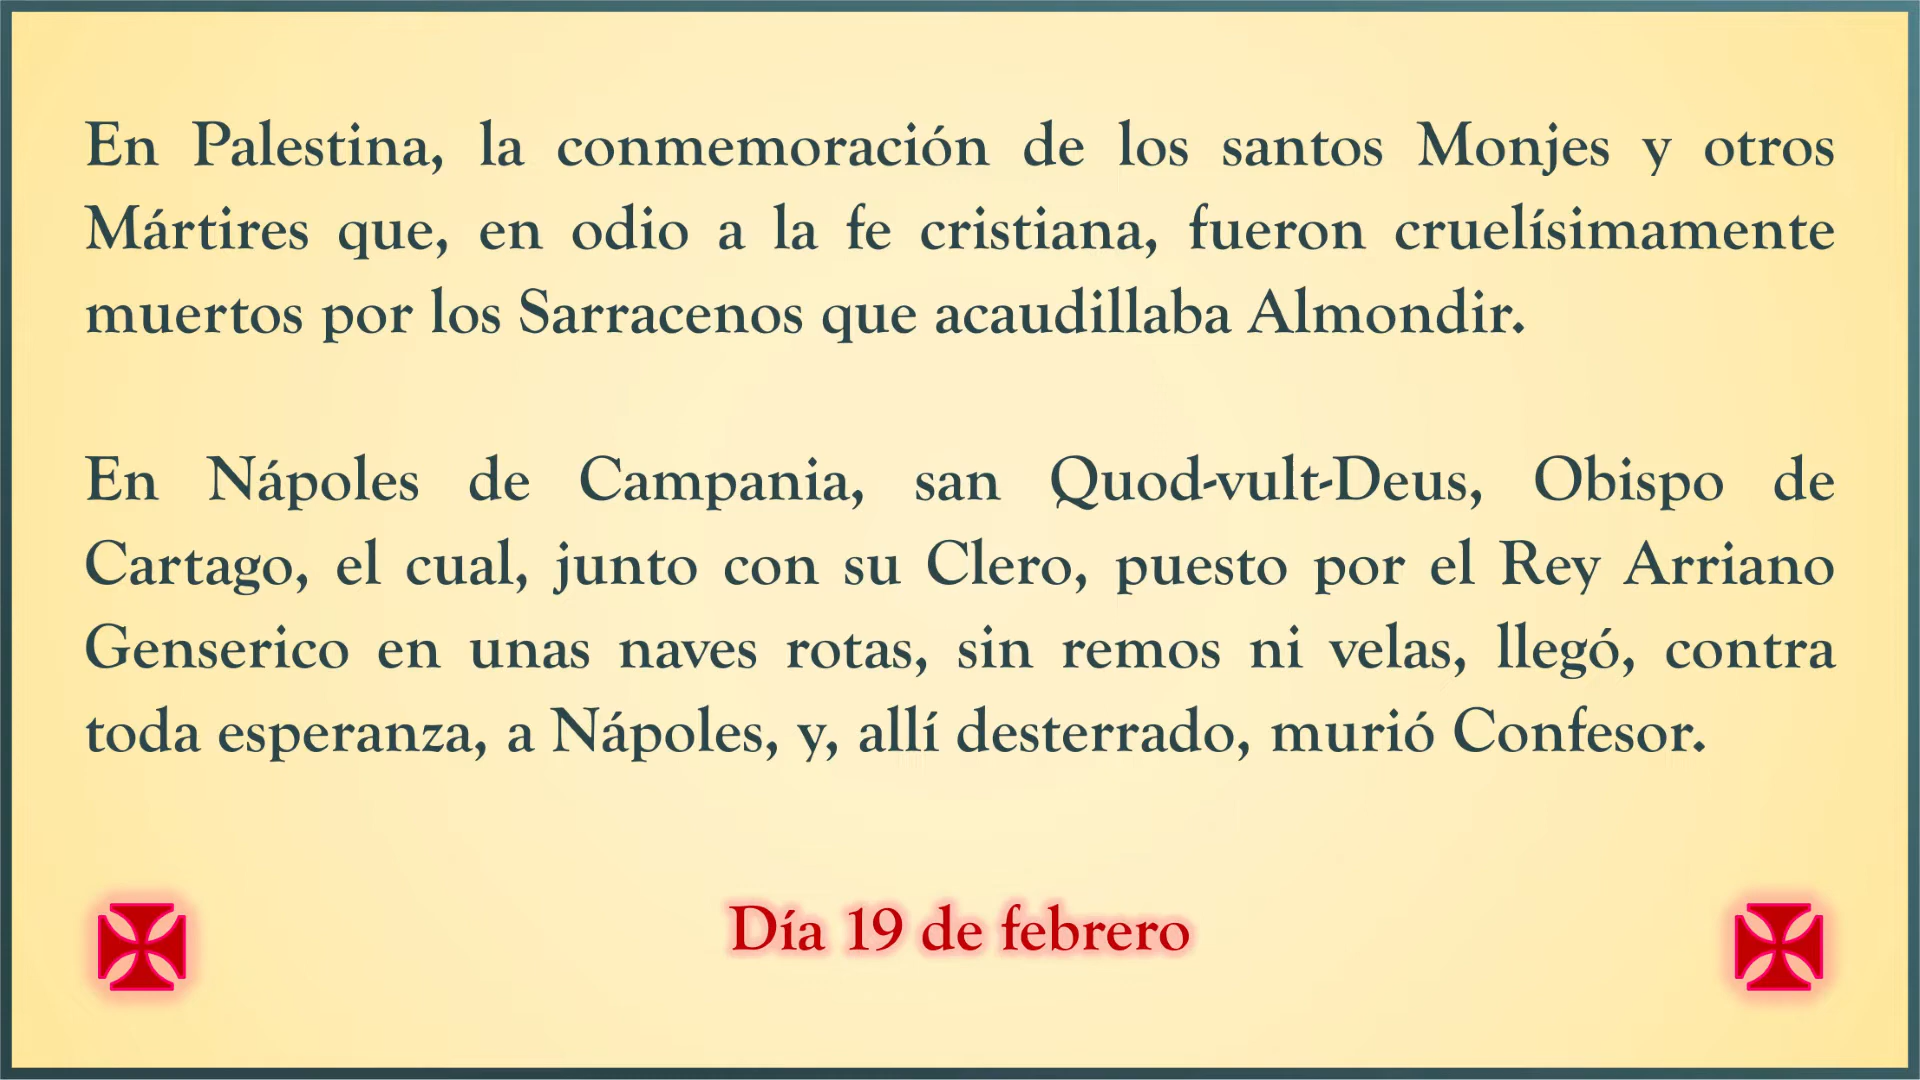 En Palestina, la conmemoración de los santos Monjes y otros
Mártires que, en odio a la fe cristiana, fueron cruelísimamente
muertos por los Sarracenos que acaudillaba Almondir.
En Nápoles de Campania, san Quod-vult-Deus, Obispo de
Cartago, el cual, junto con su Clero, puesto por el Rey Arriano
Genserico en unas naves rotas, sin remos ni velas, llegó, contra
toda esperanza, a Nápoles, y, allí desterrado, murió Confesor.
Día 19 de febrero